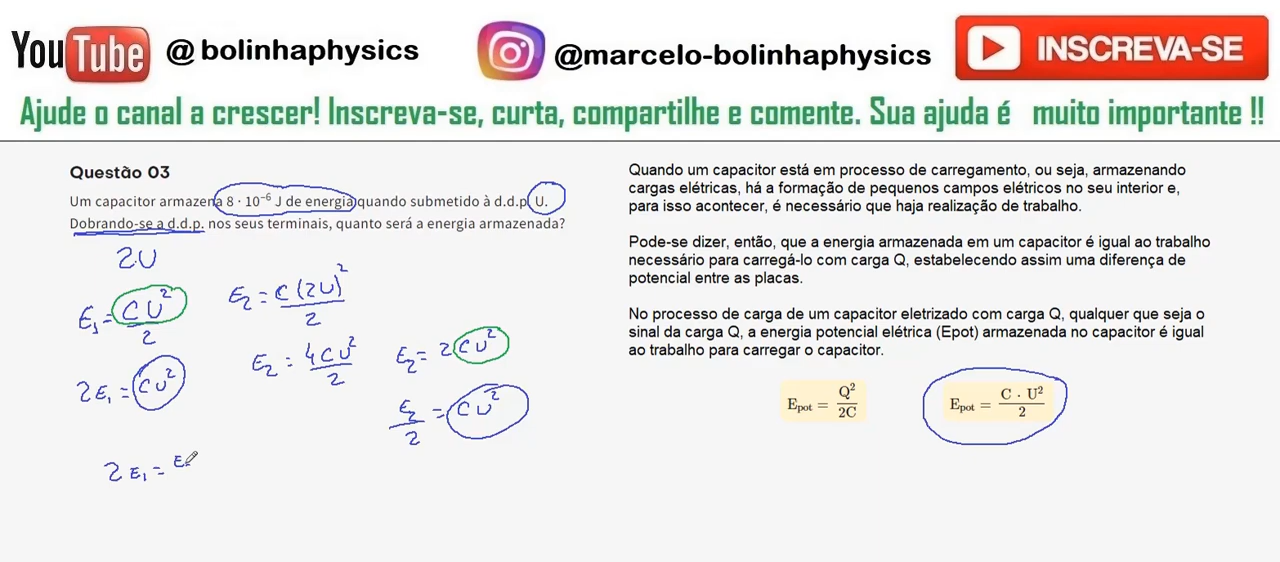 YouTube @ bolinhaphysics @marcelo-bolinhaphysics INSCREVA-SE
Ajude o canal a crescer! Inscreva-se, curta, compartilhe e comente. Sua ajuda é muito importante !!
Questão 03
Um capacitor armazena 8 · 10⁻⁶ J de energia quando submetido à d.d.p U.
Dobrando-se a d.d.p. nos seus terminais, quanto será a energia armazenada?
2U
E₁ = CU²/2
2E₁ = CU²
E₂ = C(2U)²/2
E₂ = 4CU²/2
E₂ = 2CU²
E₂/2 = CU²
2E₁ = E
Quando um capacitor está em processo de carregamento, ou seja, armazenando
cargas elétricas, há a formação de pequenos campos elétricos no seu interior e,
para isso acontecer, é necessário que haja realização de trabalho.
Pode-se dizer, então, que a energia armazenada em um capacitor é igual ao trabalho
necessário para carregá-lo com carga Q, estabelecendo assim uma diferença de
potencial entre as placas.
No processo de carga de um capacitor eletrizado com carga Q, qualquer que seja o
sinal da carga Q, a energia potencial elétrica (Epot) armazenada no capacitor é igual
ao trabalho para carregar o capacitor.
Epot = Q²/2C
Epot = C · U²/2